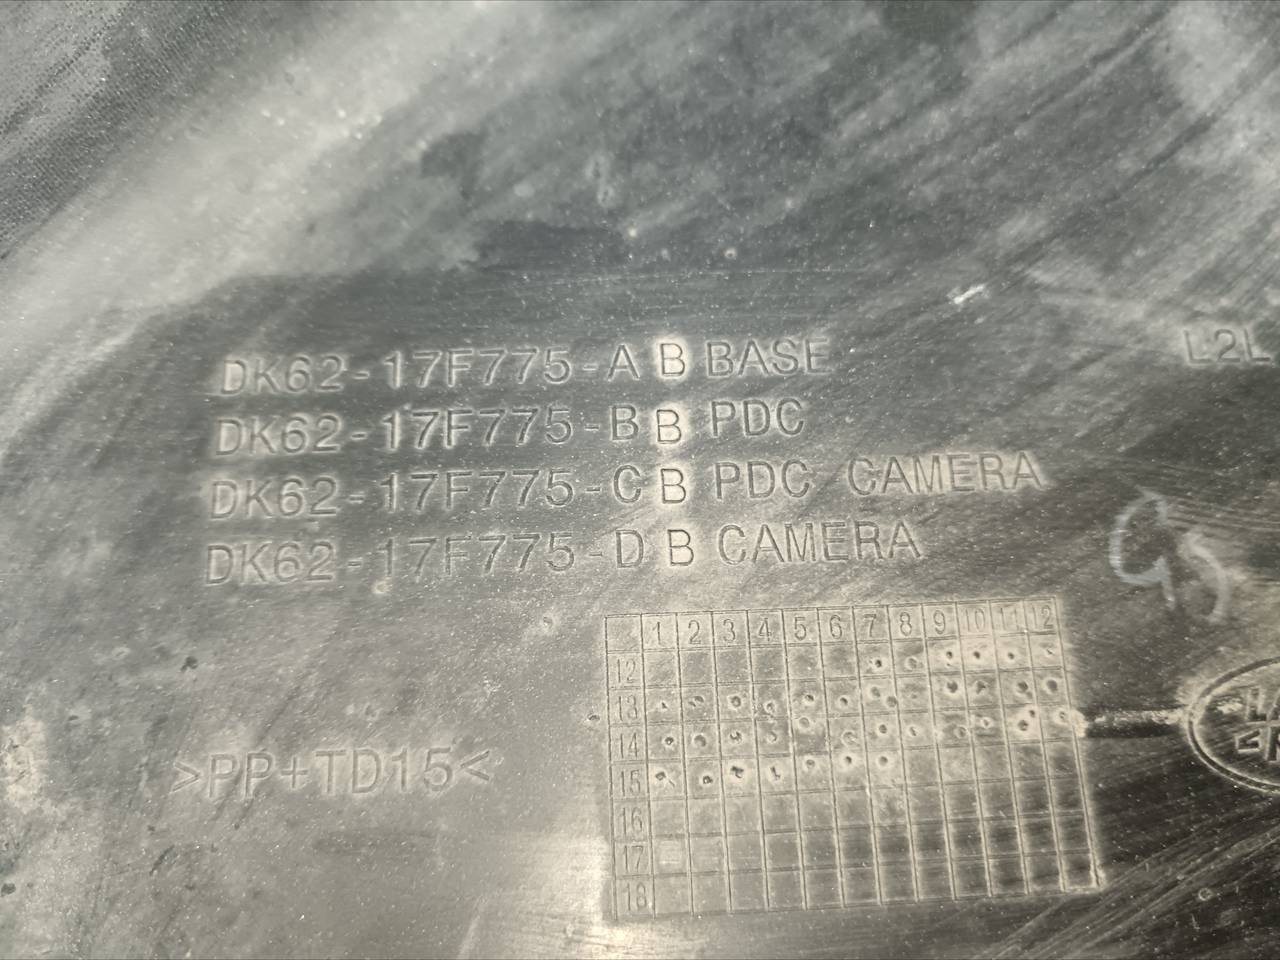 DK62-17F775-A B BASE
DK62-17F775-B B PDC
DK62-17F775-C B PDC CAMERA
DK62-17F775-D B CAMERA
L2L
G5
1 2 3 4 5 6 7 8 9 10 11 12
12
13
14
15
16
17
18
>PP+TD15<